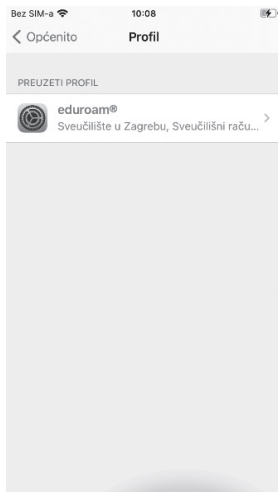 Bez SIM-a 10:08
Općenito Profil
PREUZETI PROFIL
eduroam®
Sveučilište u Zagrebu, Sveučilišni raču...